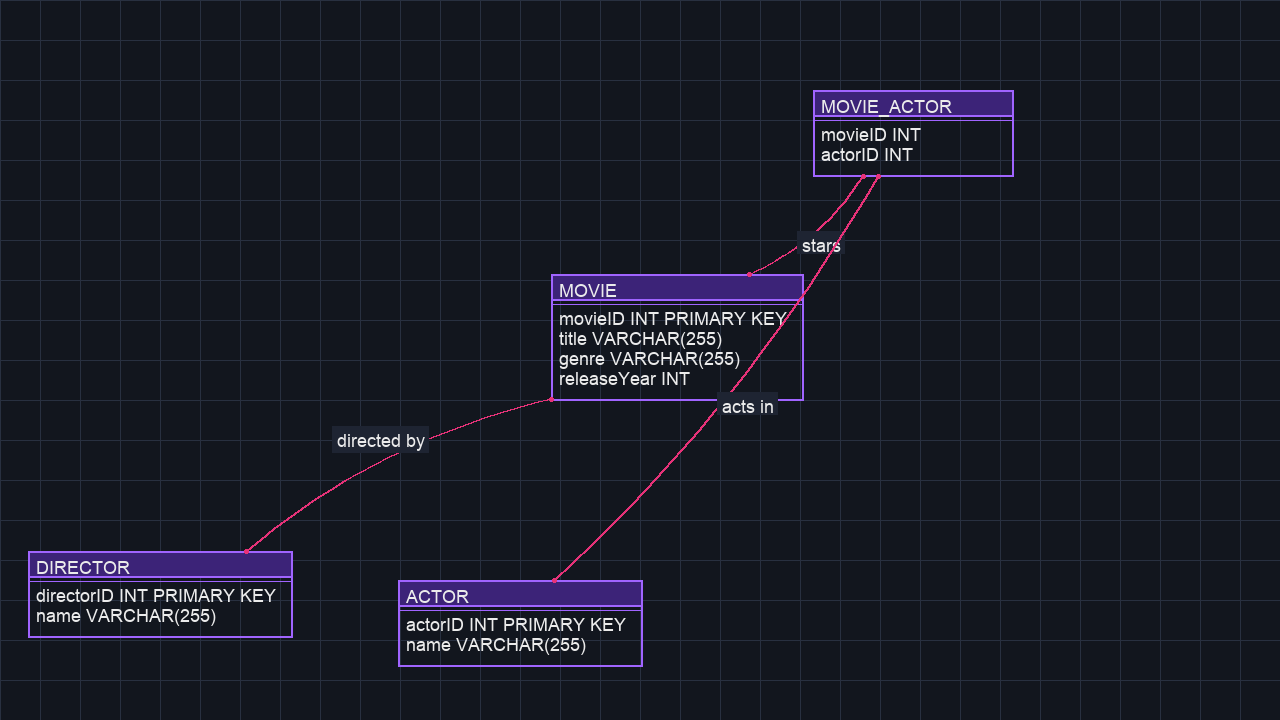 MOVIE_ACTOR
movieID INT
actorID INT
stars
MOVIE
movieID INT PRIMARY KEY
title VARCHAR(255)
genre VARCHAR(255)
releaseYear INT
acts in
directed by
DIRECTOR
directorID INT PRIMARY KEY
name VARCHAR(255)
ACTOR
actorID INT PRIMARY KEY
name VARCHAR(255)